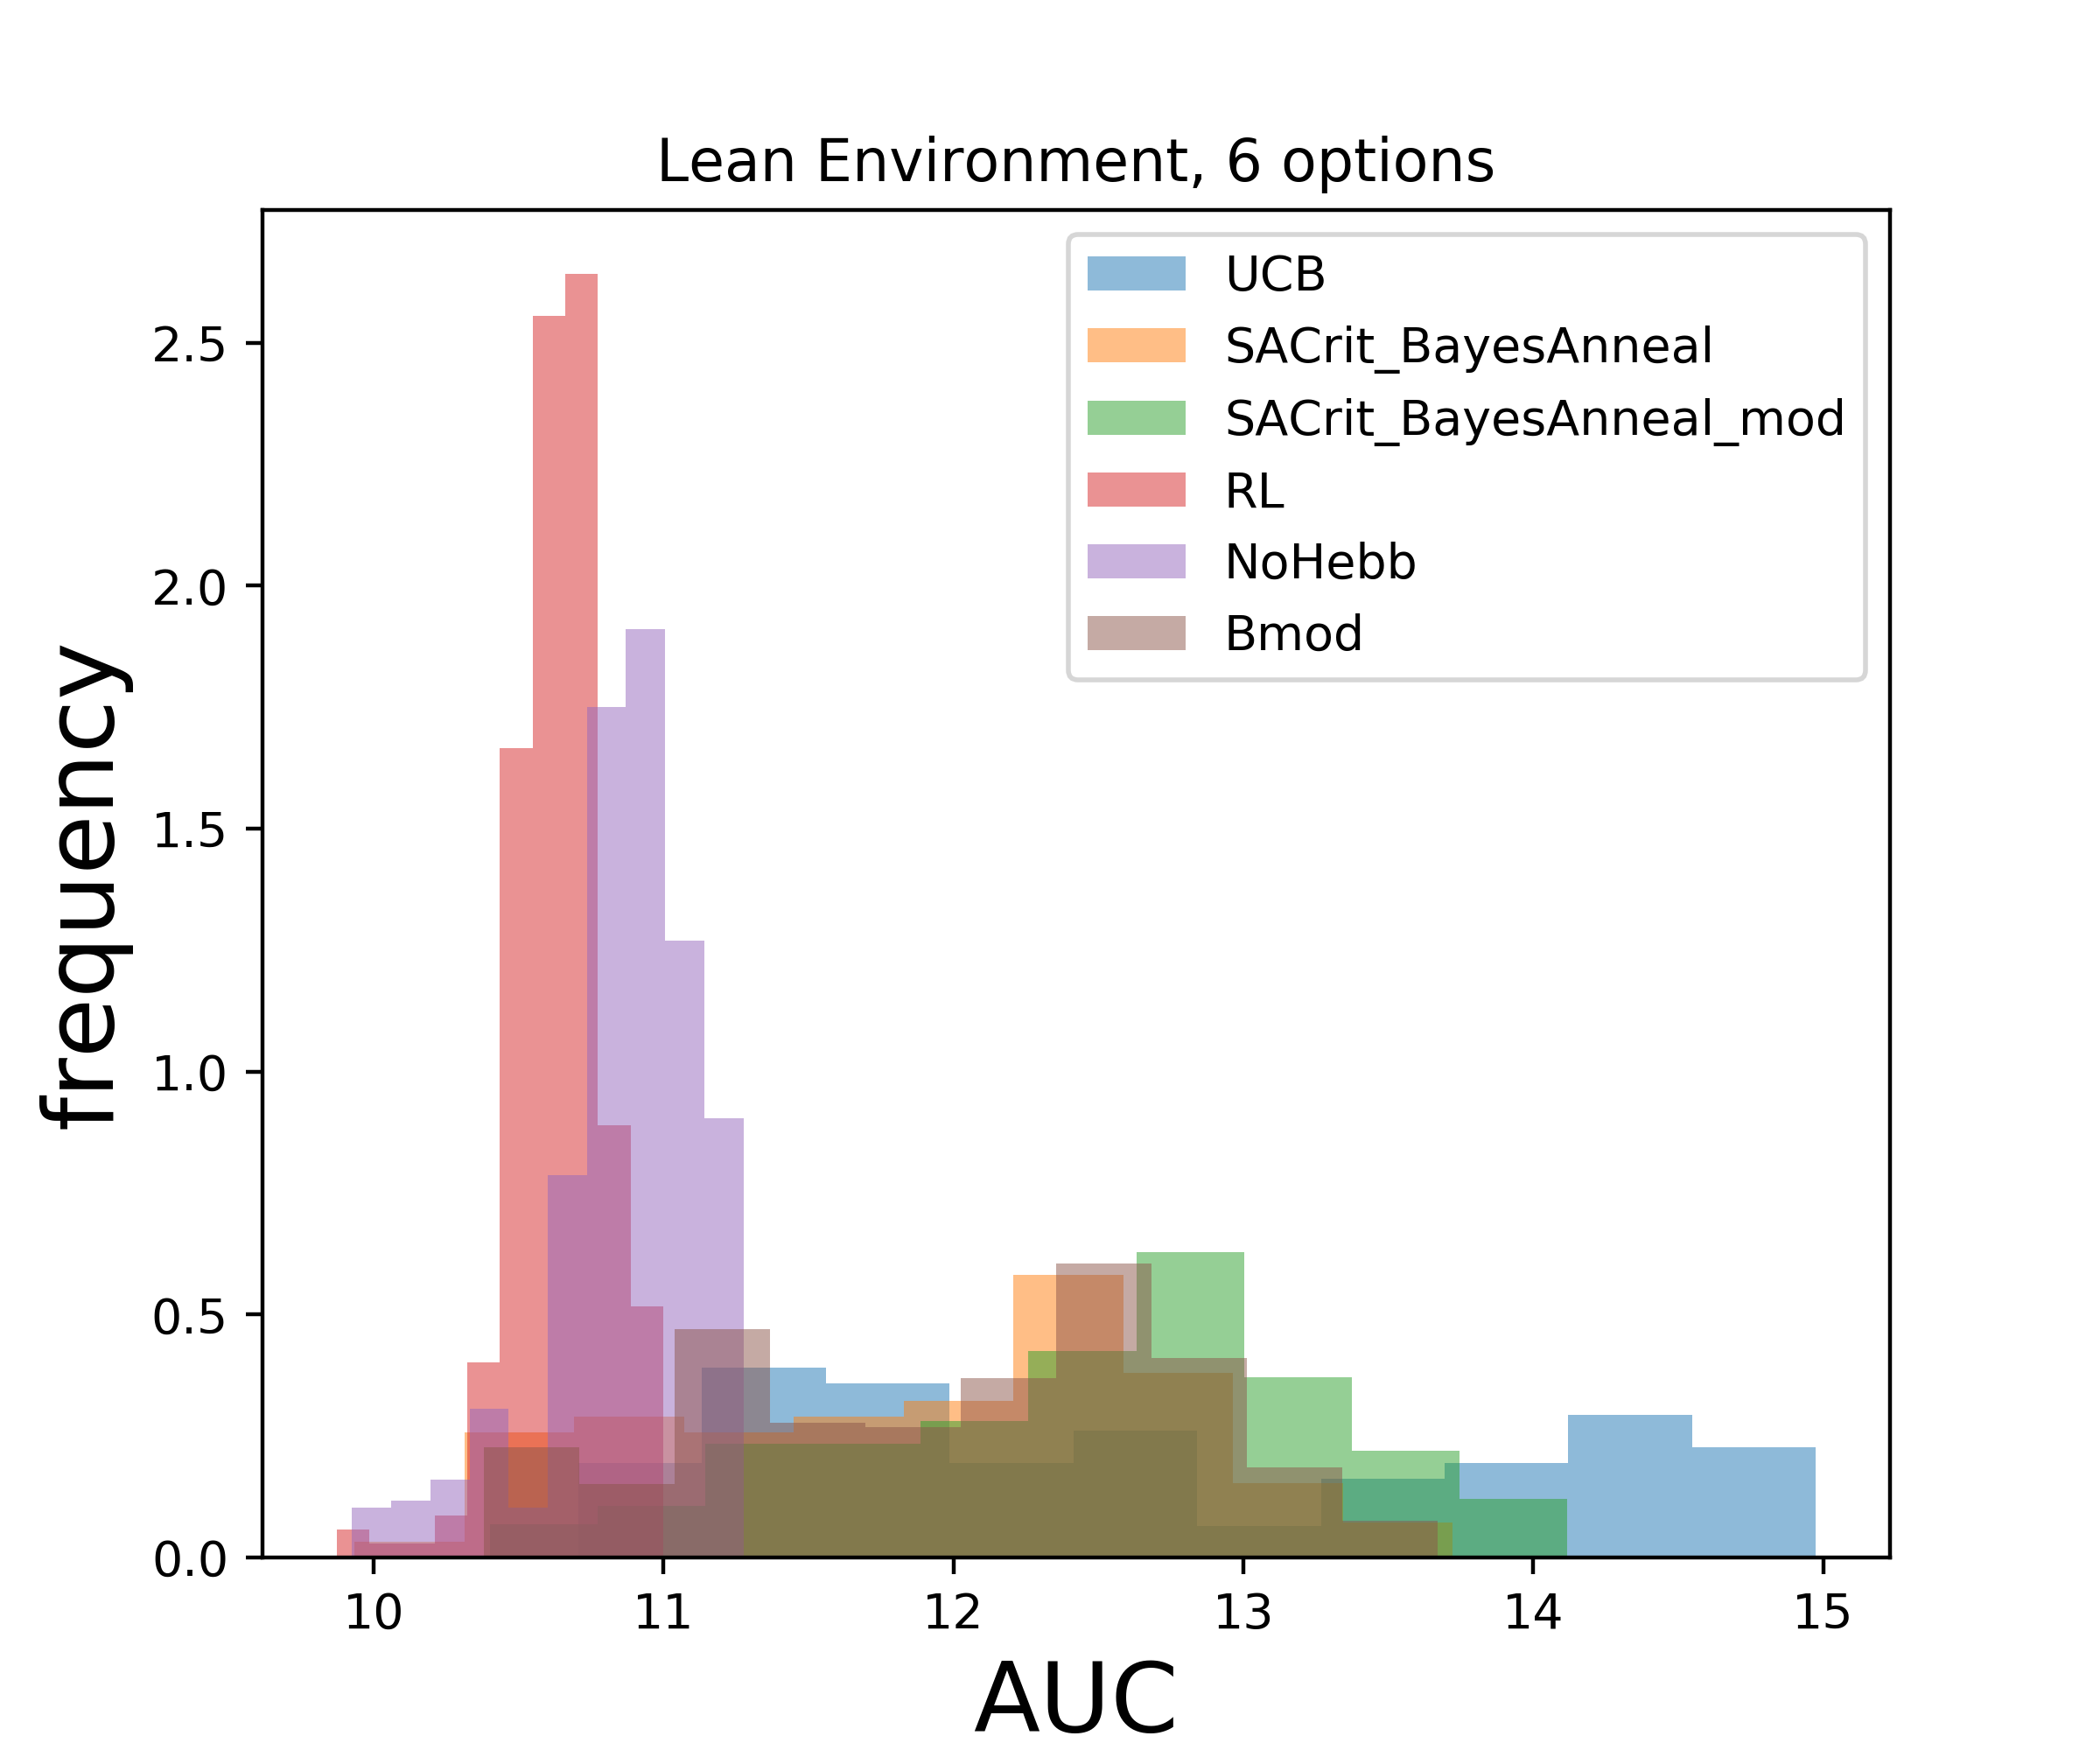 Lean Environment, 6 options
UCB
SACrit_BayesAnneal
SACrit_BayesAnneal_mod
RL
NoHebb
Bmod
frequency
2.5
2.0
1.5
1.0
0.5
0.0
10 11 12 13 14 15
AUC